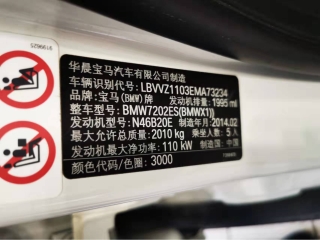 华晨宝马汽车有限公司制造
车辆识别代号: LBVVZ1103EMA73234
品牌: 宝马(BMW)牌 发动机排量: 1995 ml
整车型号: BMW7202ES(BMWX1))
发动机型号: N46B20E 制造年月: 2014.02
最大允许总质量: 2010 kg 乘坐人数: 5 人
发动机最大净功率: 110 kW 制造国: 中国
颜色代码/色圈: 3000